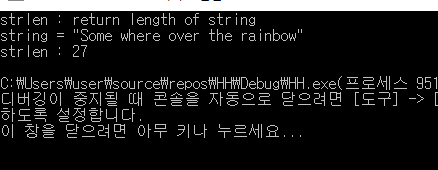 strlen : return length of string
string = "Some where over the rainbow"
strlen : 27
C:₩Users₩user₩source₩repos₩HH₩Debug₩HH.exe(프로세스 951
디버깅이 중지될 때 콘솔을 자동으로 닫으려면 [도구] -> [
하도록 설정합니다.
이 창을 닫으려면 아무 키나 누르세요...